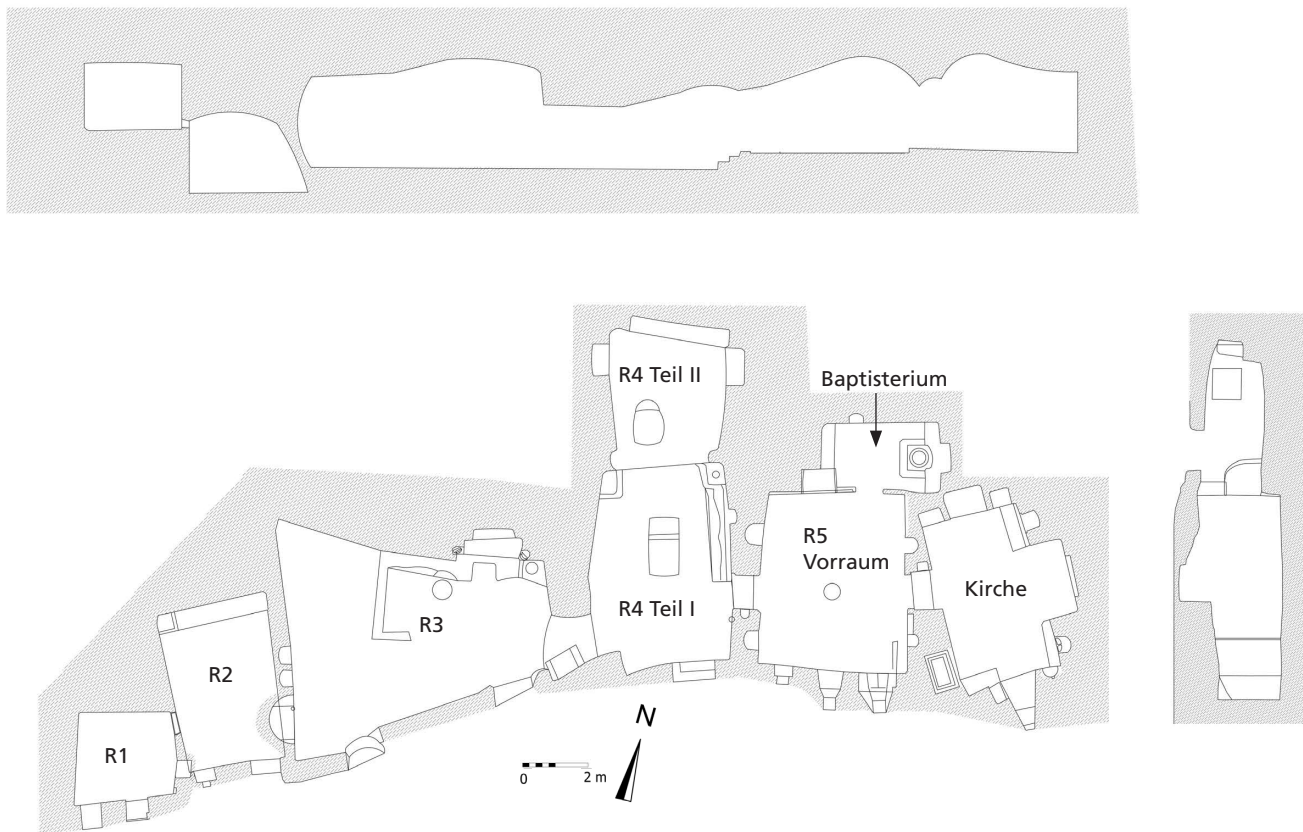 R4 Teil II
Baptisterium
R5
Vorraum
Kirche
R4 Teil I
R3
R2
R1
N
0 2 m